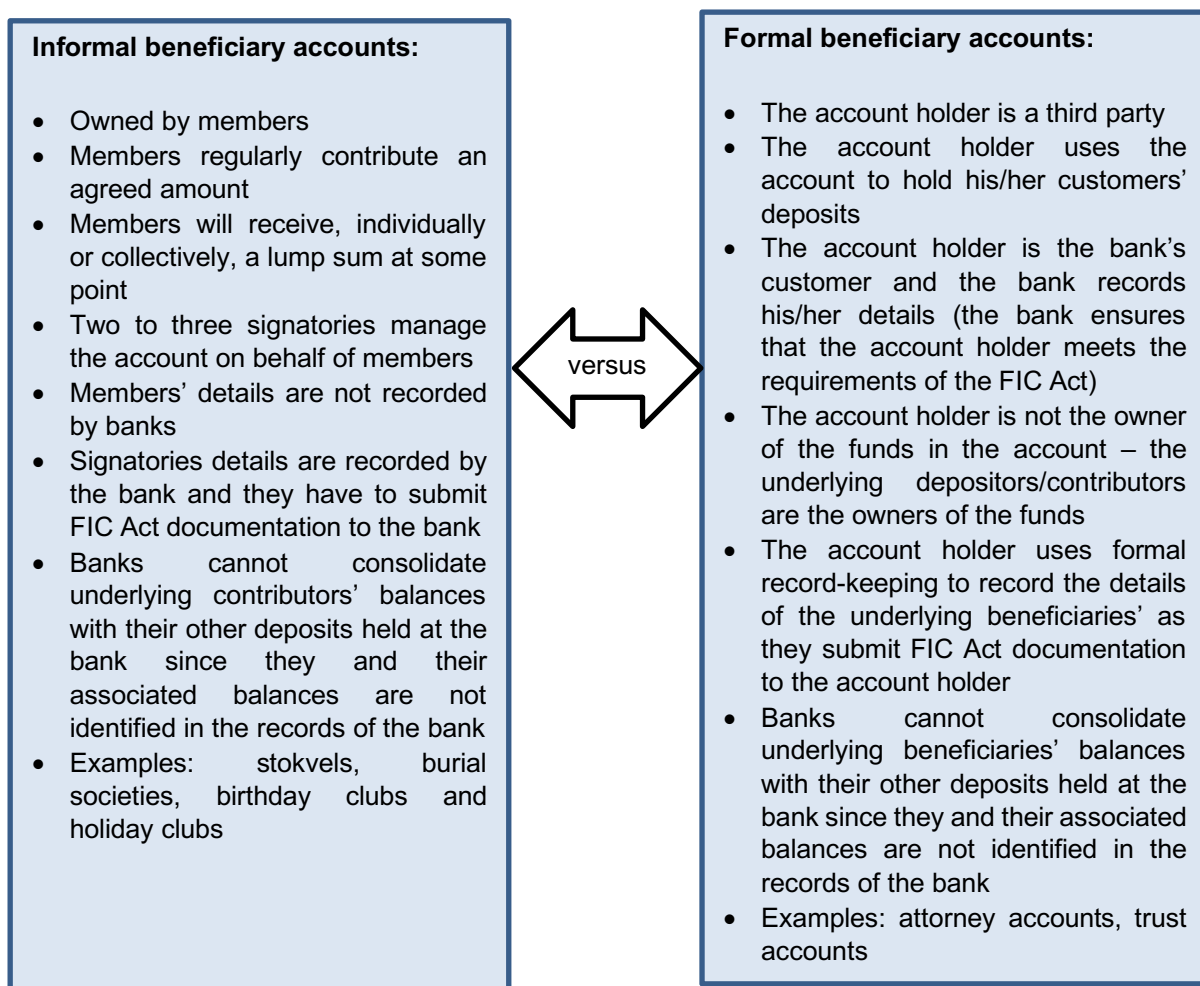 Informal beneficiary accounts:
• Owned by members
• Members regularly contribute an
agreed amount
• Members will receive, individually
or collectively, a lump sum at some
point
• Two to three signatories manage
the account on behalf of members
• Members’ details are not recorded
by banks
• Signatories details are recorded by
the bank and they have to submit
FIC Act documentation to the bank
• Banks cannot consolidate
underlying contributors’ balances
with their other deposits held at the
bank since they and their
associated balances are not
identified in the records of the bank
• Examples: stokvels, burial
societies, birthday clubs and
holiday clubs
versus
Formal beneficiary accounts:
• The account holder is a third party
• The account holder uses the
account to hold his/her customers’
deposits
• The account holder is the bank’s
customer and the bank records
his/her details (the bank ensures
that the account holder meets the
requirements of the FIC Act)
• The account holder is not the owner
of the funds in the account – the
underlying depositors/contributors
are the owners of the funds
• The account holder uses formal
record-keeping to record the details
of the underlying beneficiaries’ as
they submit FIC Act documentation
to the account holder
• Banks cannot consolidate
underlying beneficiaries’ balances
with their other deposits held at the
bank since they and their associated
balances are not identified in the
records of the bank
• Examples: attorney accounts, trust
accounts